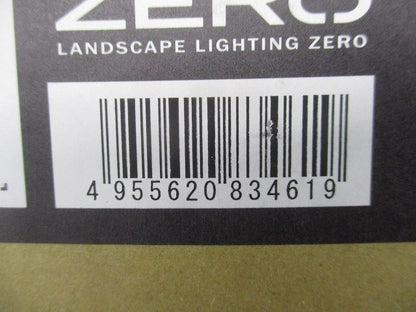 ZERO
LANDSCAPE LIGHTING ZERO
4 955620 834619